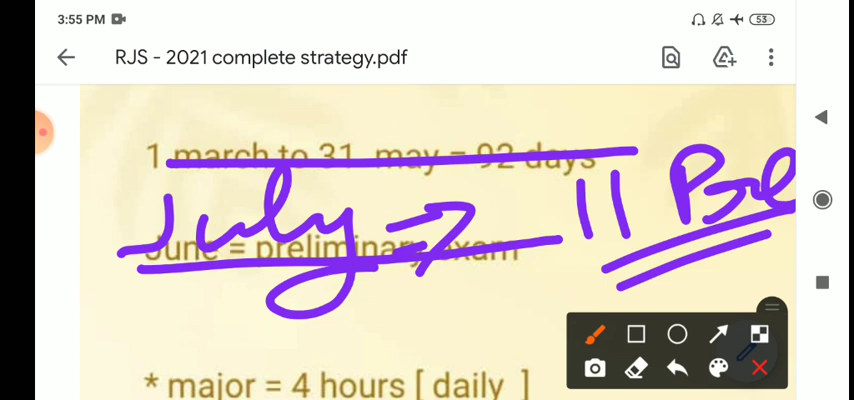 3:55 PM 53
RJS - 2021 complete strategy.pdf
1 march to 31 may = 92 days
July → || Pre
June = preliminary exam
* major = 4 hours [ daily ]